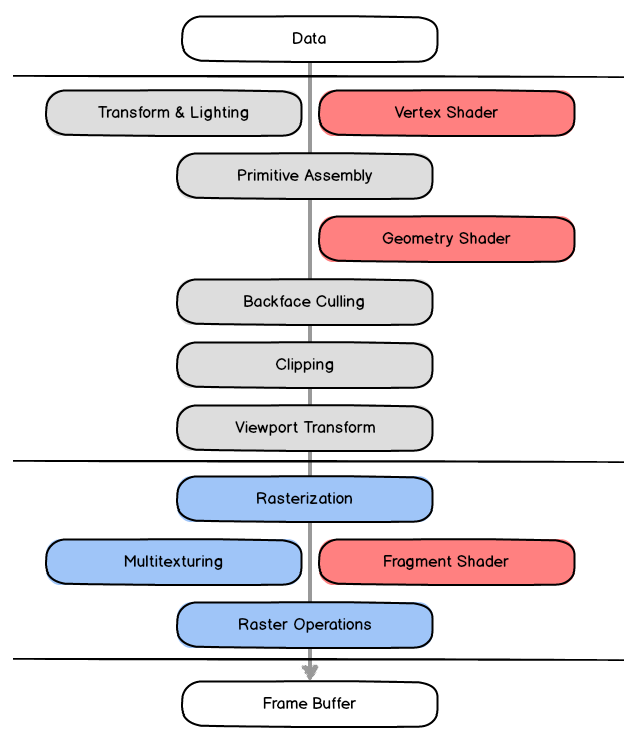 Data
Transform & Lighting
Vertex Shader
Primitive Assembly
Geometry Shader
Backface Culling
Clipping
Viewport Transform
Rasterization
Multitexturing
Fragment Shader
Raster Operations
Frame Buffer